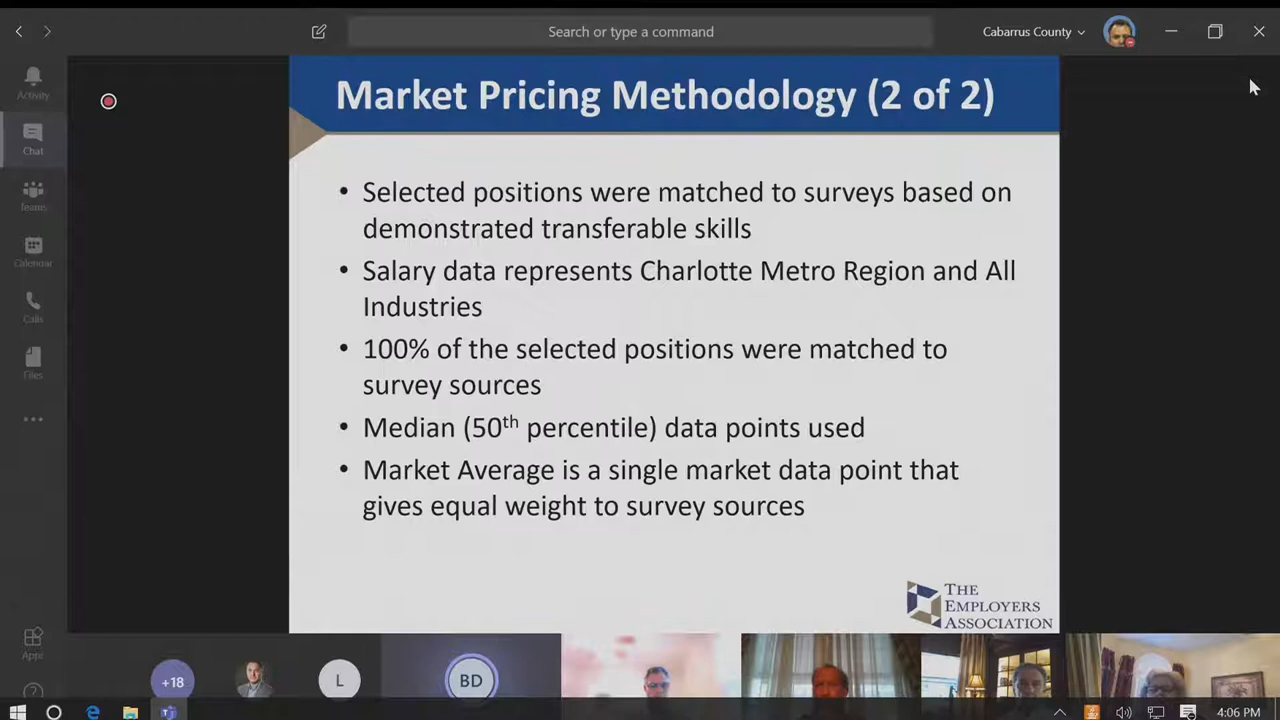 Search or type a command
Cabarrus County
Activity
Chat
Teams
Calendar
Calls
Files
Apps
Market Pricing Methodology (2 of 2)
• Selected positions were matched to surveys based on
demonstrated transferable skills
• Salary data represents Charlotte Metro Region and All
Industries
• 100% of the selected positions were matched to
survey sources
• Median (50th percentile) data points used
• Market Average is a single market data point that
gives equal weight to survey sources
THE
EMPLOYERS
ASSOCIATION
+18
L
BD
4:06 PM